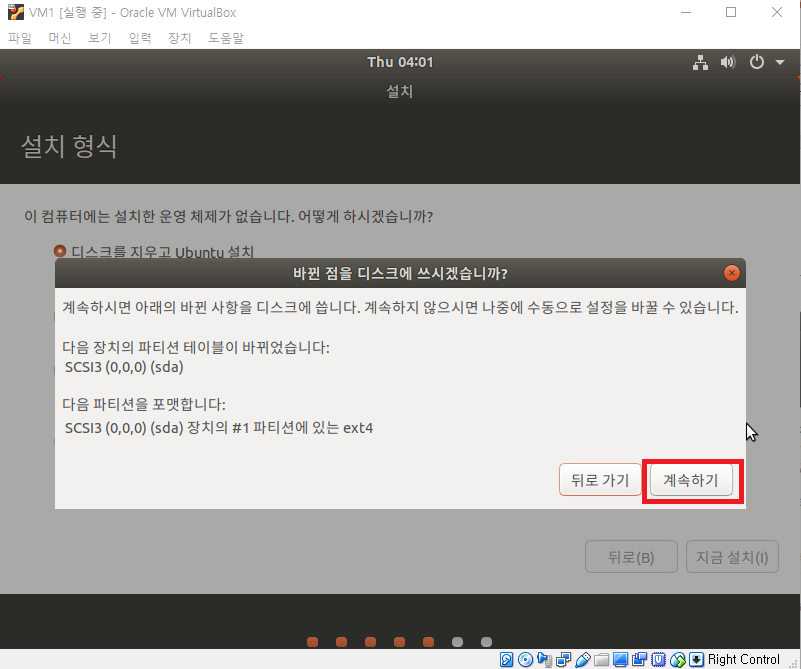 VM1 [실행 중] - Oracle VM VirtualBox
파일 머신 보기 입력 장치 도움말
Thu 04:01
설치
설치 형식
이 컴퓨터에는 설치한 운영 체제가 없습니다. 어떻게 하시겠습니까?
디스크를 지우고 Ubuntu 설치
바뀐 점을 디스크에 쓰시겠습니까?
계속하시면 아래의 바뀐 사항을 디스크에 씁니다. 계속하지 않으시면 나중에 수동으로 설정을 바꿀 수 있습니다.
다음 장치의 파티션 테이블이 바뀌었습니다:
SCSI3 (0,0,0) (sda)
다음 파티션을 포맷합니다:
SCSI3 (0,0,0) (sda) 장치의 #1 파티션에 있는 ext4
뒤로 가기 계속하기
뒤로(B) 지금 설치(I)
Right Control